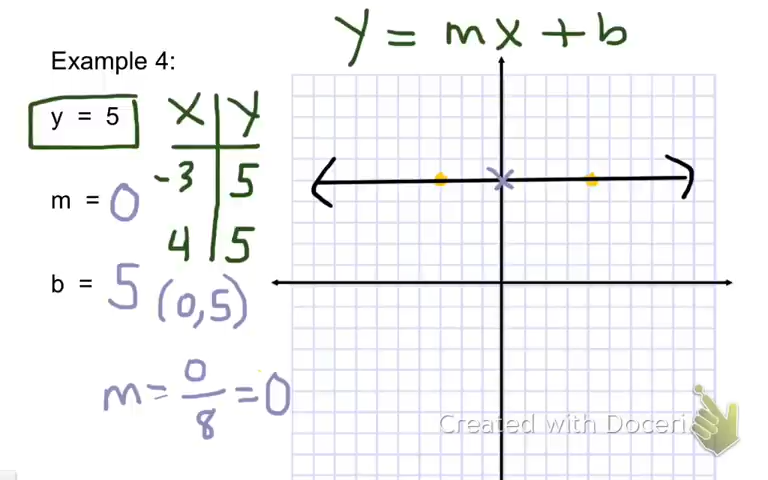 y = mx + b
Example 4:
y = 5
x y
-3 5
4 5
m = 0
b = 5 (0,5)
m = 0/8 = 0
Created with Doceri